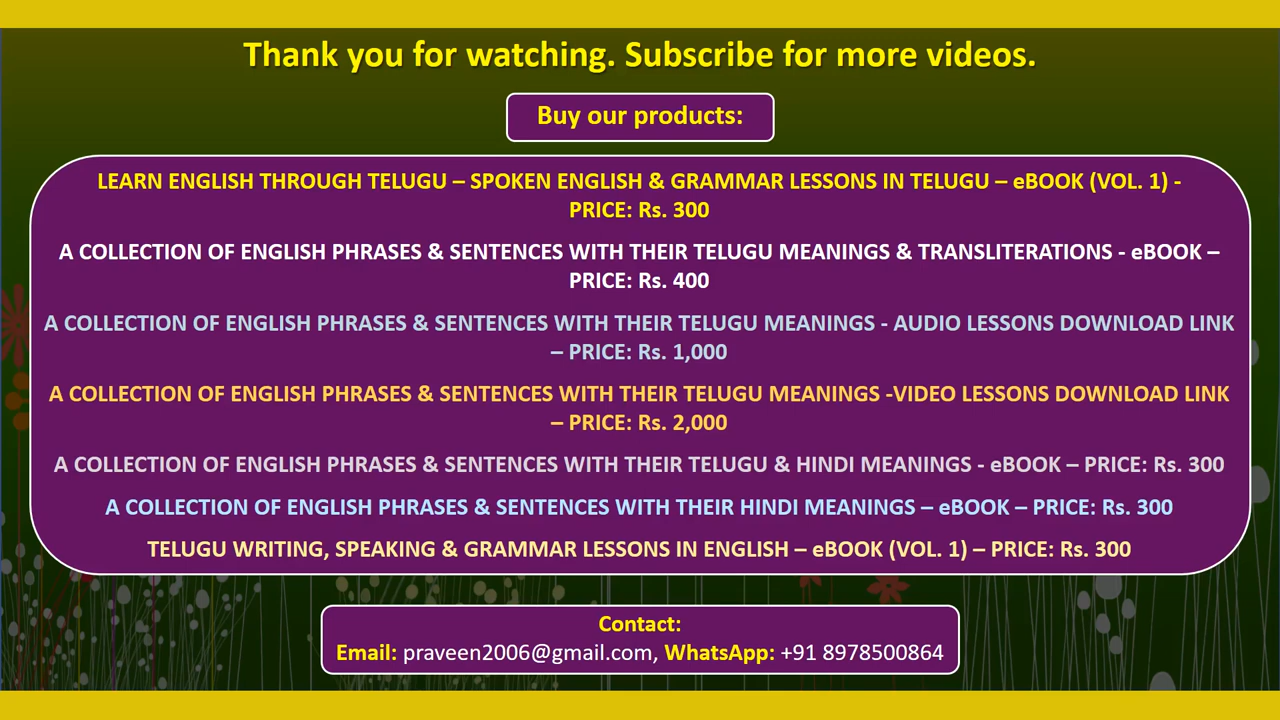 Thank you for watching. Subscribe for more videos.
Buy our products:
LEARN ENGLISH THROUGH TELUGU – SPOKEN ENGLISH & GRAMMAR LESSONS IN TELUGU – eBOOK (VOL. 1) -
PRICE: Rs. 300
A COLLECTION OF ENGLISH PHRASES & SENTENCES WITH THEIR TELUGU MEANINGS & TRANSLITERATIONS - eBOOK –
PRICE: Rs. 400
A COLLECTION OF ENGLISH PHRASES & SENTENCES WITH THEIR TELUGU MEANINGS - AUDIO LESSONS DOWNLOAD LINK
– PRICE: Rs. 1,000
A COLLECTION OF ENGLISH PHRASES & SENTENCES WITH THEIR TELUGU MEANINGS -VIDEO LESSONS DOWNLOAD LINK
– PRICE: Rs. 2,000
A COLLECTION OF ENGLISH PHRASES & SENTENCES WITH THEIR TELUGU & HINDI MEANINGS - eBOOK – PRICE: Rs. 300
A COLLECTION OF ENGLISH PHRASES & SENTENCES WITH THEIR HINDI MEANINGS – eBOOK – PRICE: Rs. 300
TELUGU WRITING, SPEAKING & GRAMMAR LESSONS IN ENGLISH – eBOOK (VOL. 1) – PRICE: Rs. 300
Contact:
Email: praveen2006@gmail.com, WhatsApp: +91 8978500864